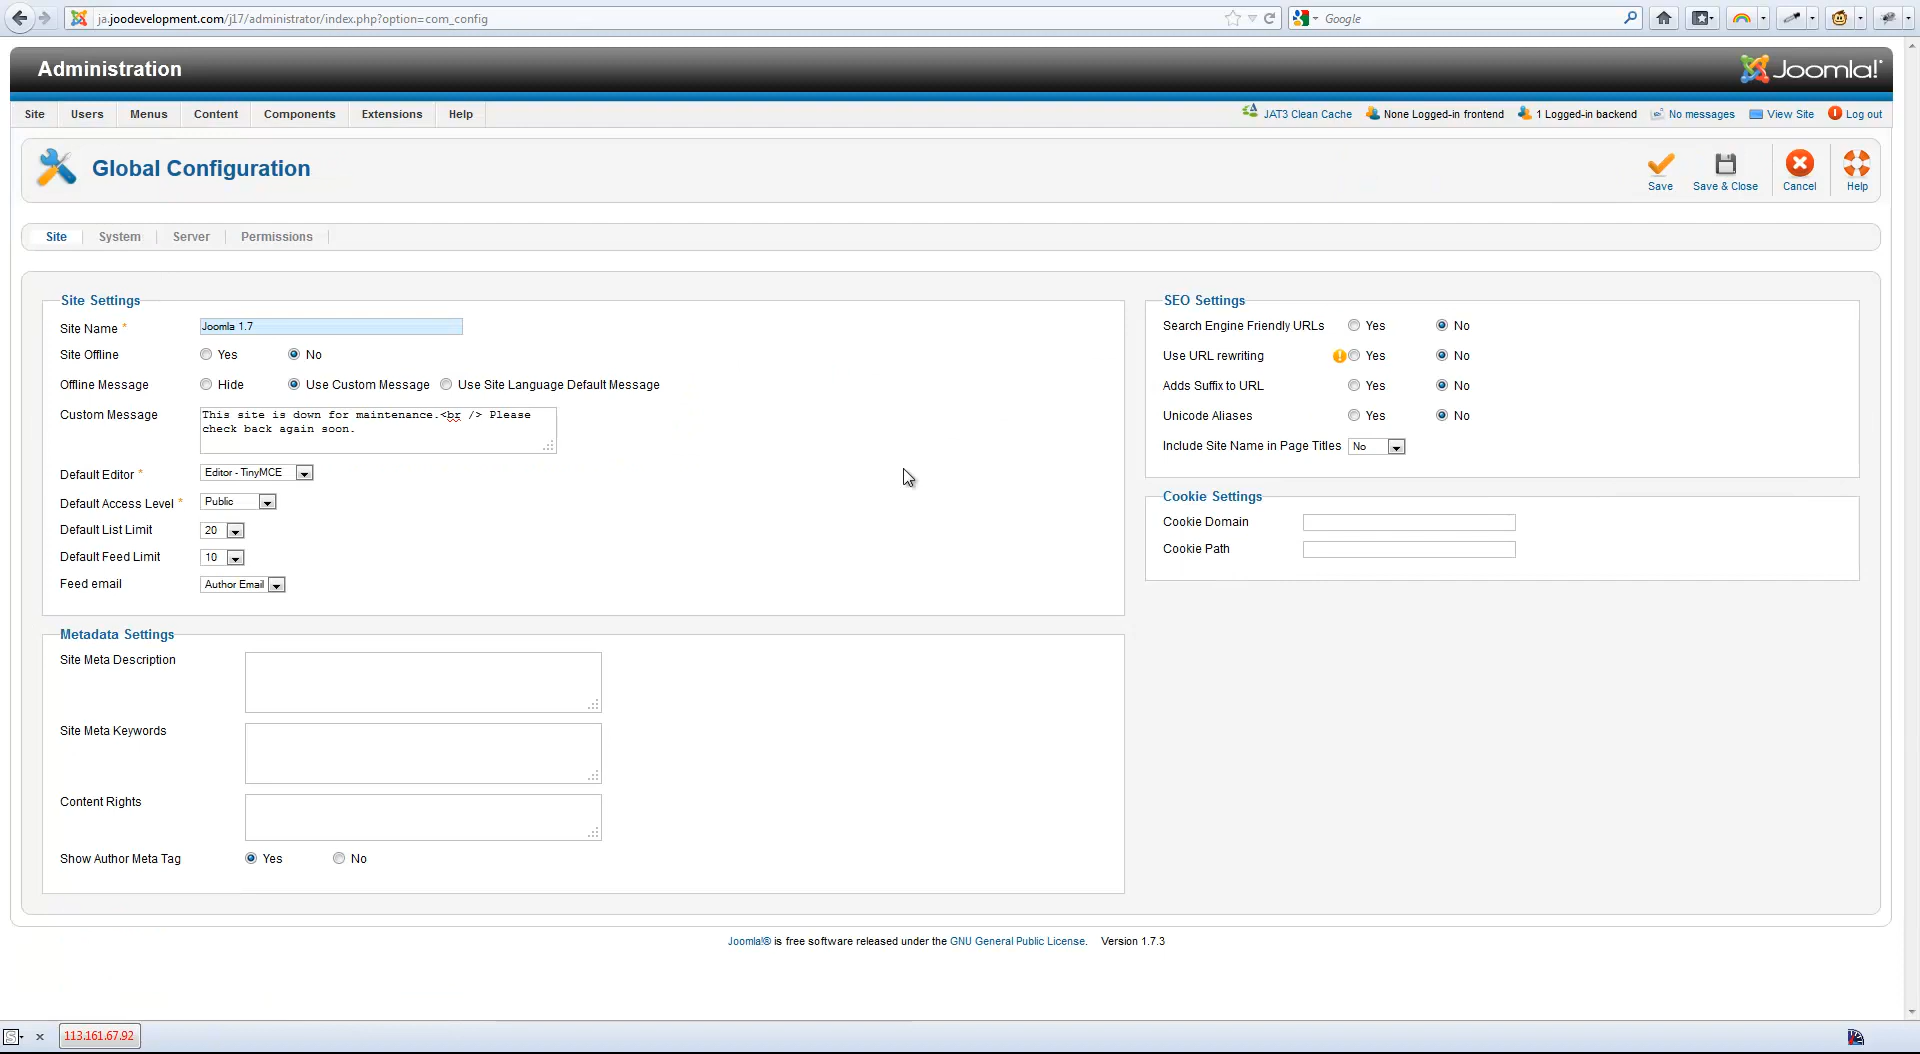 ja.joodevelopment.com/j17/administrator/index.php?option=com_config
Google
Administration
Joomla!
Site Users Menus Content Components Extensions Help
JAT3 Clean Cache None Logged-in frontend 1 Logged-in backend No messages View Site Log out
Global Configuration
Save Save & Close Cancel Help
Site System Server Permissions
Site Settings
Site Name * Joomla 1.7
Site Offline Yes No
Offline Message Hide Use Custom Message Use Site Language Default Message
Custom Message This site is down for maintenance.<br /> Please
check back again soon.
Default Editor * Editor - TinyMCE
Default Access Level * Public
Default List Limit 20
Default Feed Limit 10
Feed email Author Email
Metadata Settings
Site Meta Description
Site Meta Keywords
Content Rights
Show Author Meta Tag Yes No
SEO Settings
Search Engine Friendly URLs Yes No
Use URL rewriting Yes No
Adds Suffix to URL Yes No
Unicode Aliases Yes No
Include Site Name in Page Titles No
Cookie Settings
Cookie Domain
Cookie Path
Joomla!® is free software released under the GNU General Public License. Version 1.7.3
113.161.67.92